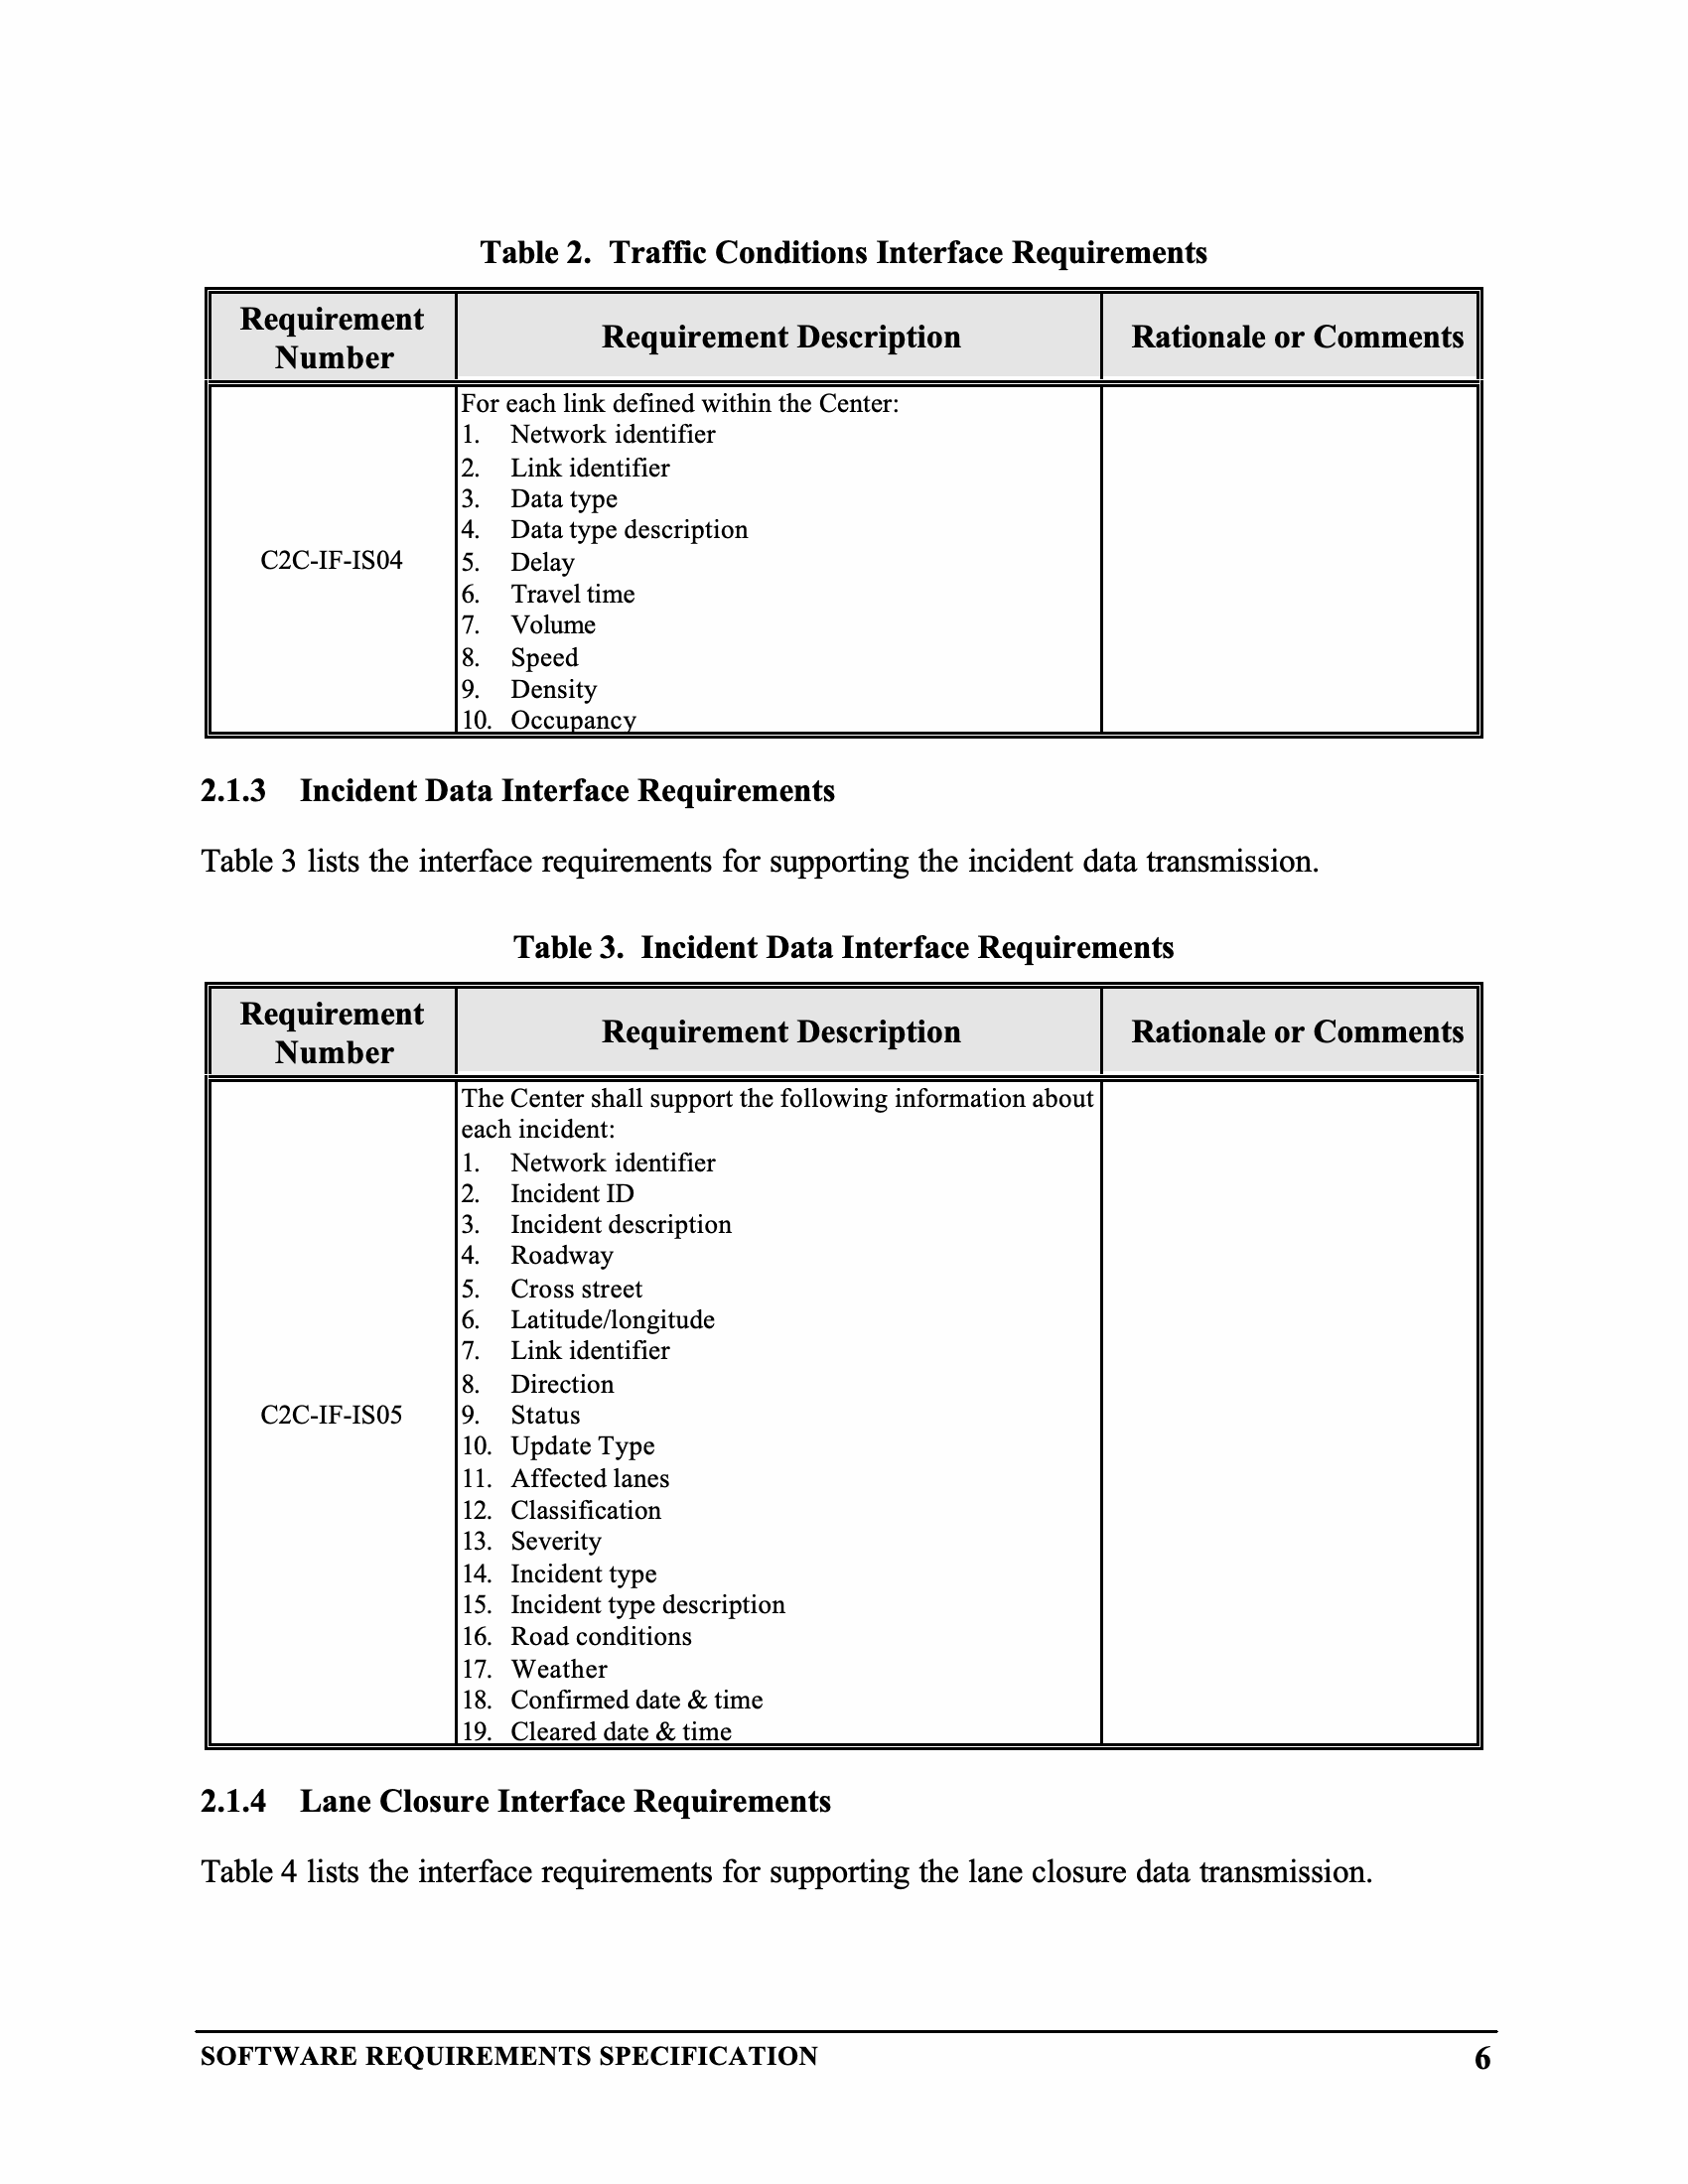 Table 2. Traffic Conditions Interface Requirements
Requirement Number
Requirement Description
Rationale or Comments
C2C-IF-IS04
For each link defined within the Center:
1. Network identifier
2. Link identifier
3. Data type
4. Data type description
5. Delay
6. Travel time
7. Volume
8. Speed
9. Density
10. Occupancy
2.1.3 Incident Data Interface Requirements
Table 3 lists the interface requirements for supporting the incident data transmission.
Table 3. Incident Data Interface Requirements
Requirement Number
Requirement Description
Rationale or Comments
C2C-IF-IS05
The Center shall support the following information about
each incident:
1. Network identifier
2. Incident ID
3. Incident description
4. Roadway
5. Cross street
6. Latitude/longitude
7. Link identifier
8. Direction
9. Status
10. Update Type
11. Affected lanes
12. Classification
13. Severity
14. Incident type
15. Incident type description
16. Road conditions
17. Weather
18. Confirmed date & time
19. Cleared date & time
2.1.4 Lane Closure Interface Requirements
Table 4 lists the interface requirements for supporting the lane closure data transmission.
SOFTWARE REQUIREMENTS SPECIFICATION 6